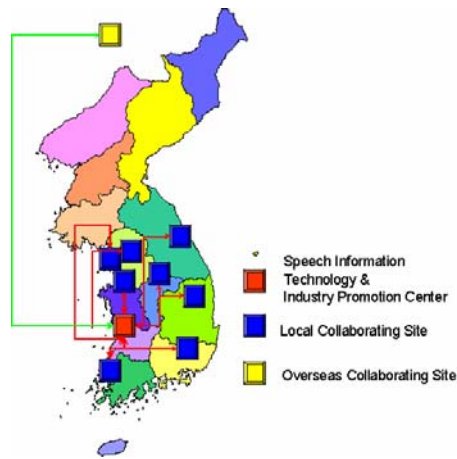 Speech Information
Technology &
Industry Promotion Center
Local Collaborating Site
Overseas Collaborating Site